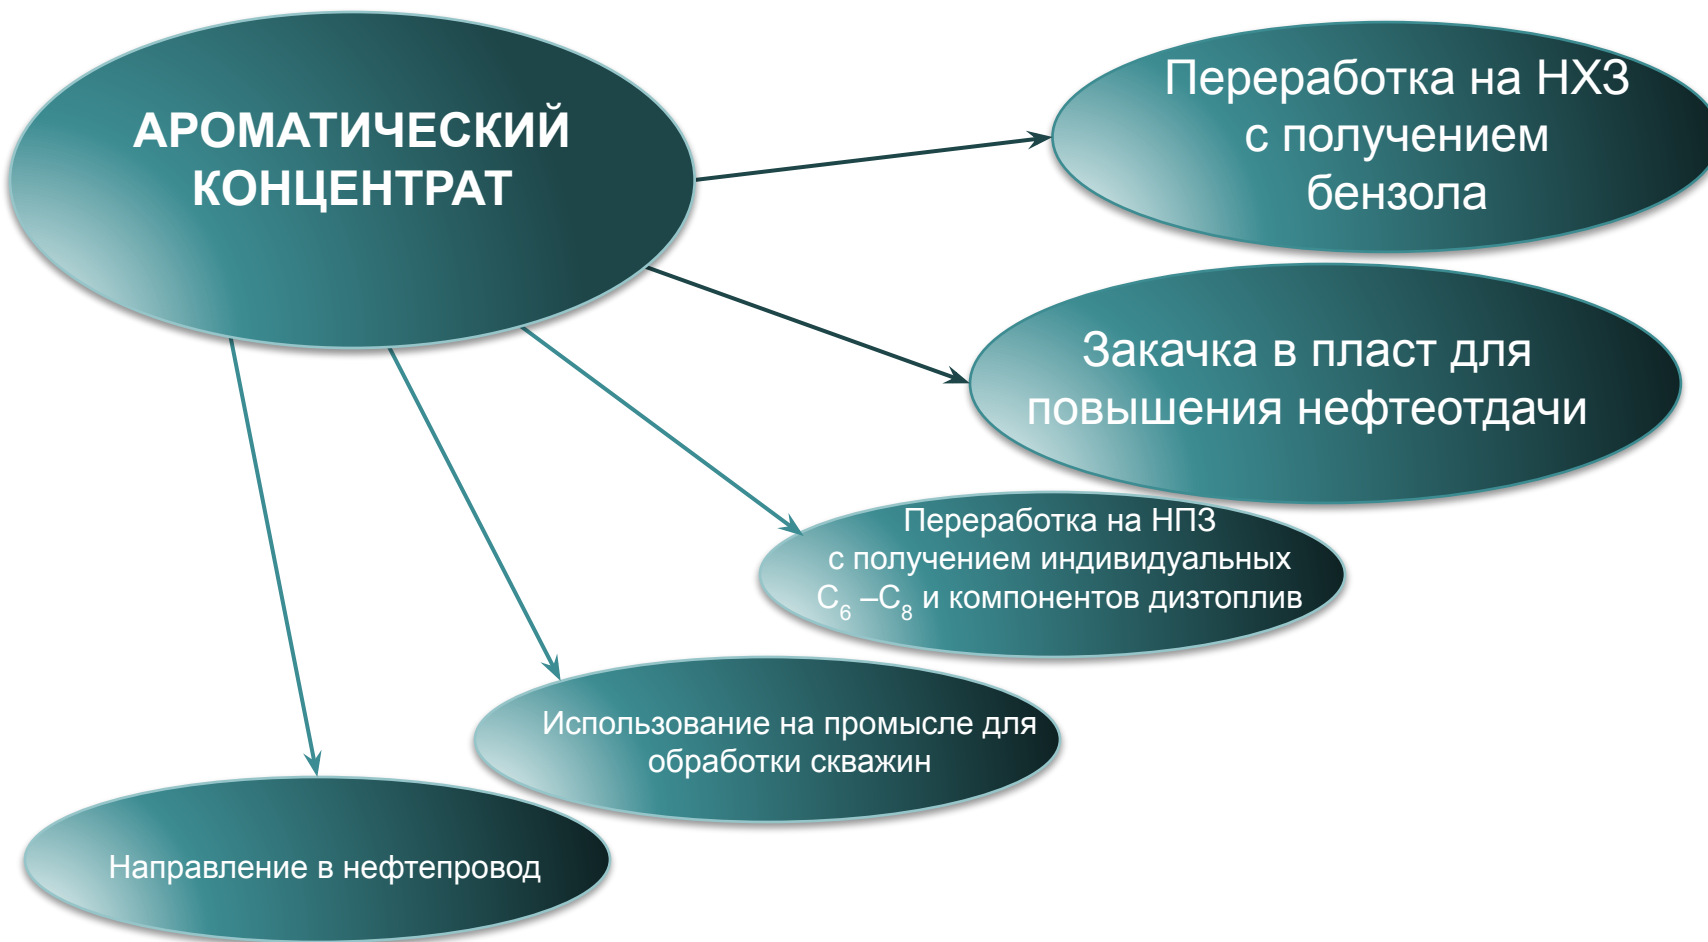 АРОМАТИЧЕСКИЙ
КОНЦЕНТРАТ
Переработка на НХЗ
с получением
бензола
Закачка в пласт для
повышения нефтеотдачи
Переработка на НПЗ
с получением индивидуальных
С₆ –С₈ и компонентов дизтоплив
Использование на промысле для
обработки скважин
Направление в нефтепровод